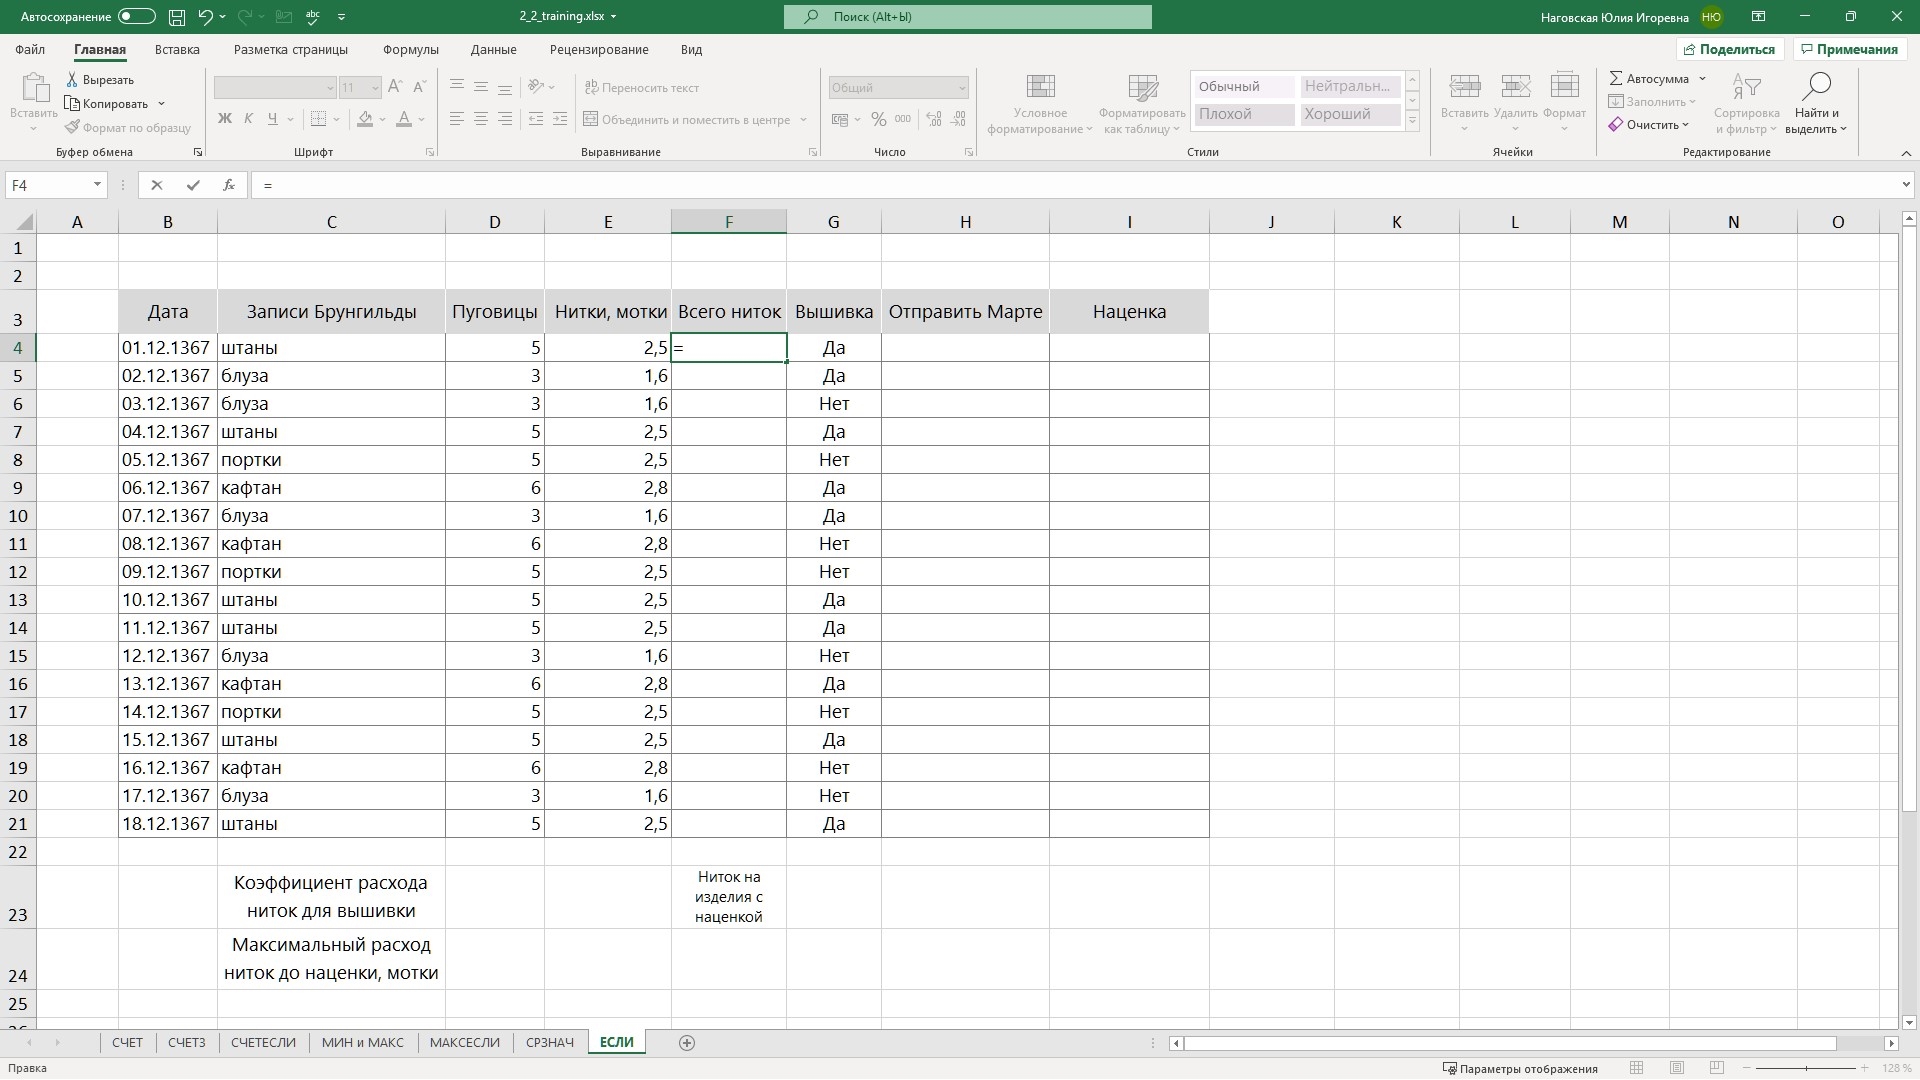 Автосохранение
2_2_training.xlsx
Поиск (Alt+Ы)
Наговская Юлия Игоревна НЮ
Файл Главная Вставка Разметка страницы Формулы Данные Рецензирование Вид
Поделиться Примечания
Вставить
Вырезать
Копировать
Формат по образцу
Буфер обмена
11
Ж К Ч
Шрифт
Переносить текст
Объединить и поместить в центре
Выравнивание
Общий
% 000
Число
Условное форматирование
Форматировать как таблицу
Обычный Нейтральн...
Плохой Хороший
Стили
Вставить Удалить Формат
Ячейки
Автосумма
Заполнить
Очистить
Сортировка и фильтр
Найти и выделить
Редактирование
F4 fx =
A B C D E F G H I J K L M N O
1
2
3 Дата Записи Брунгильды Пуговицы Нитки, мотки Всего ниток Вышивка Отправить Марте Наценка
4 01.12.1367 штаны 5 2,5 = Да
5 02.12.1367 блуза 3 1,6 Да
6 03.12.1367 блуза 3 1,6 Нет
7 04.12.1367 штаны 5 2,5 Да
8 05.12.1367 портки 5 2,5 Нет
9 06.12.1367 кафтан 6 2,8 Да
10 07.12.1367 блуза 3 1,6 Да
11 08.12.1367 кафтан 6 2,8 Нет
12 09.12.1367 портки 5 2,5 Нет
13 10.12.1367 штаны 5 2,5 Да
14 11.12.1367 штаны 5 2,5 Да
15 12.12.1367 блуза 3 1,6 Нет
16 13.12.1367 кафтан 6 2,8 Да
17 14.12.1367 портки 5 2,5 Нет
18 15.12.1367 штаны 5 2,5 Да
19 16.12.1367 кафтан 6 2,8 Нет
20 17.12.1367 блуза 3 1,6 Нет
21 18.12.1367 штаны 5 2,5 Да
22
23
Коэффициент расхода
ниток для вышивки
Ниток на
изделия с
наценкой
24
Максимальный расход
ниток до наценки, мотки
25
СЧЕТ СЧЕТЗ СЧЕТЕСЛИ МИН и МАКС МАКСЕСЛИ СРЗНАЧ ЕСЛИ
Правка
Параметры отображения
128 %